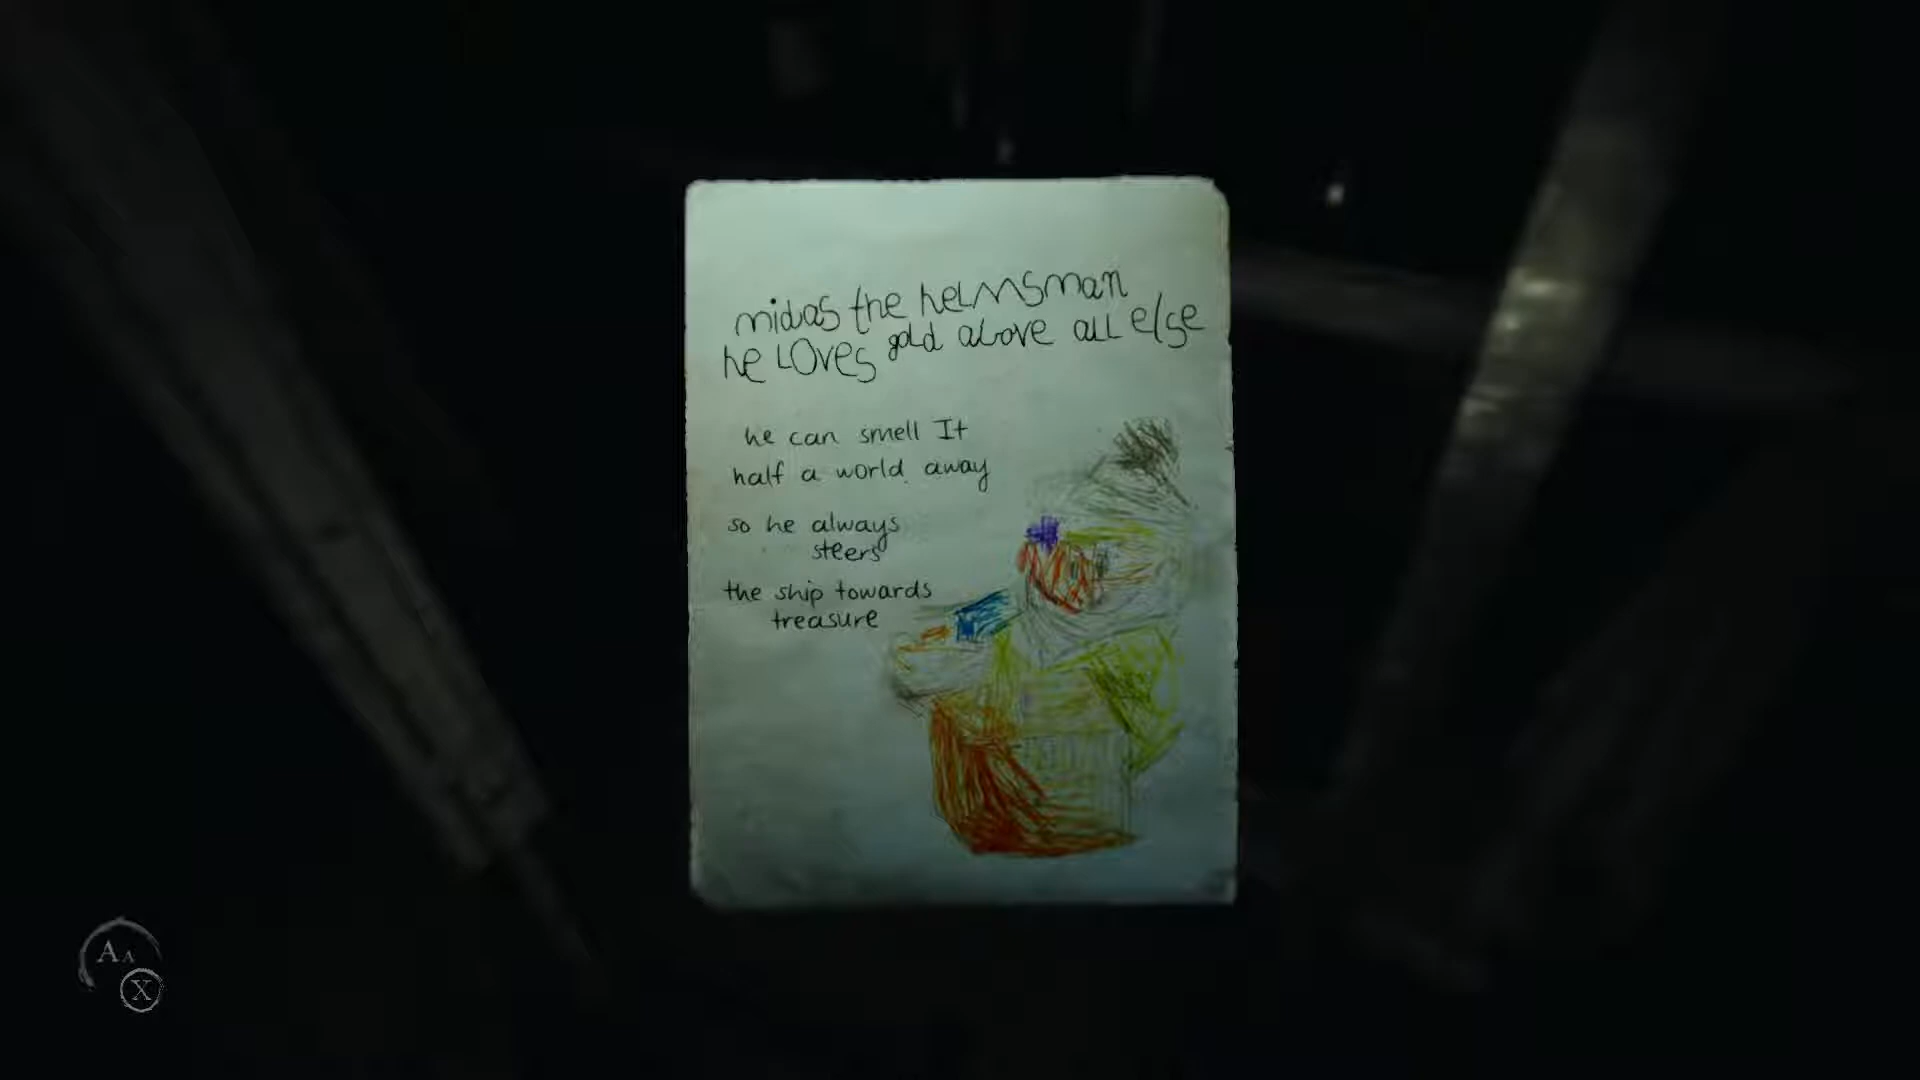 midas the heLMSman
he LOVES gold above aLL else
he can smell It
half a world away
so he always
steers
the ship towards
treasure
AA
X